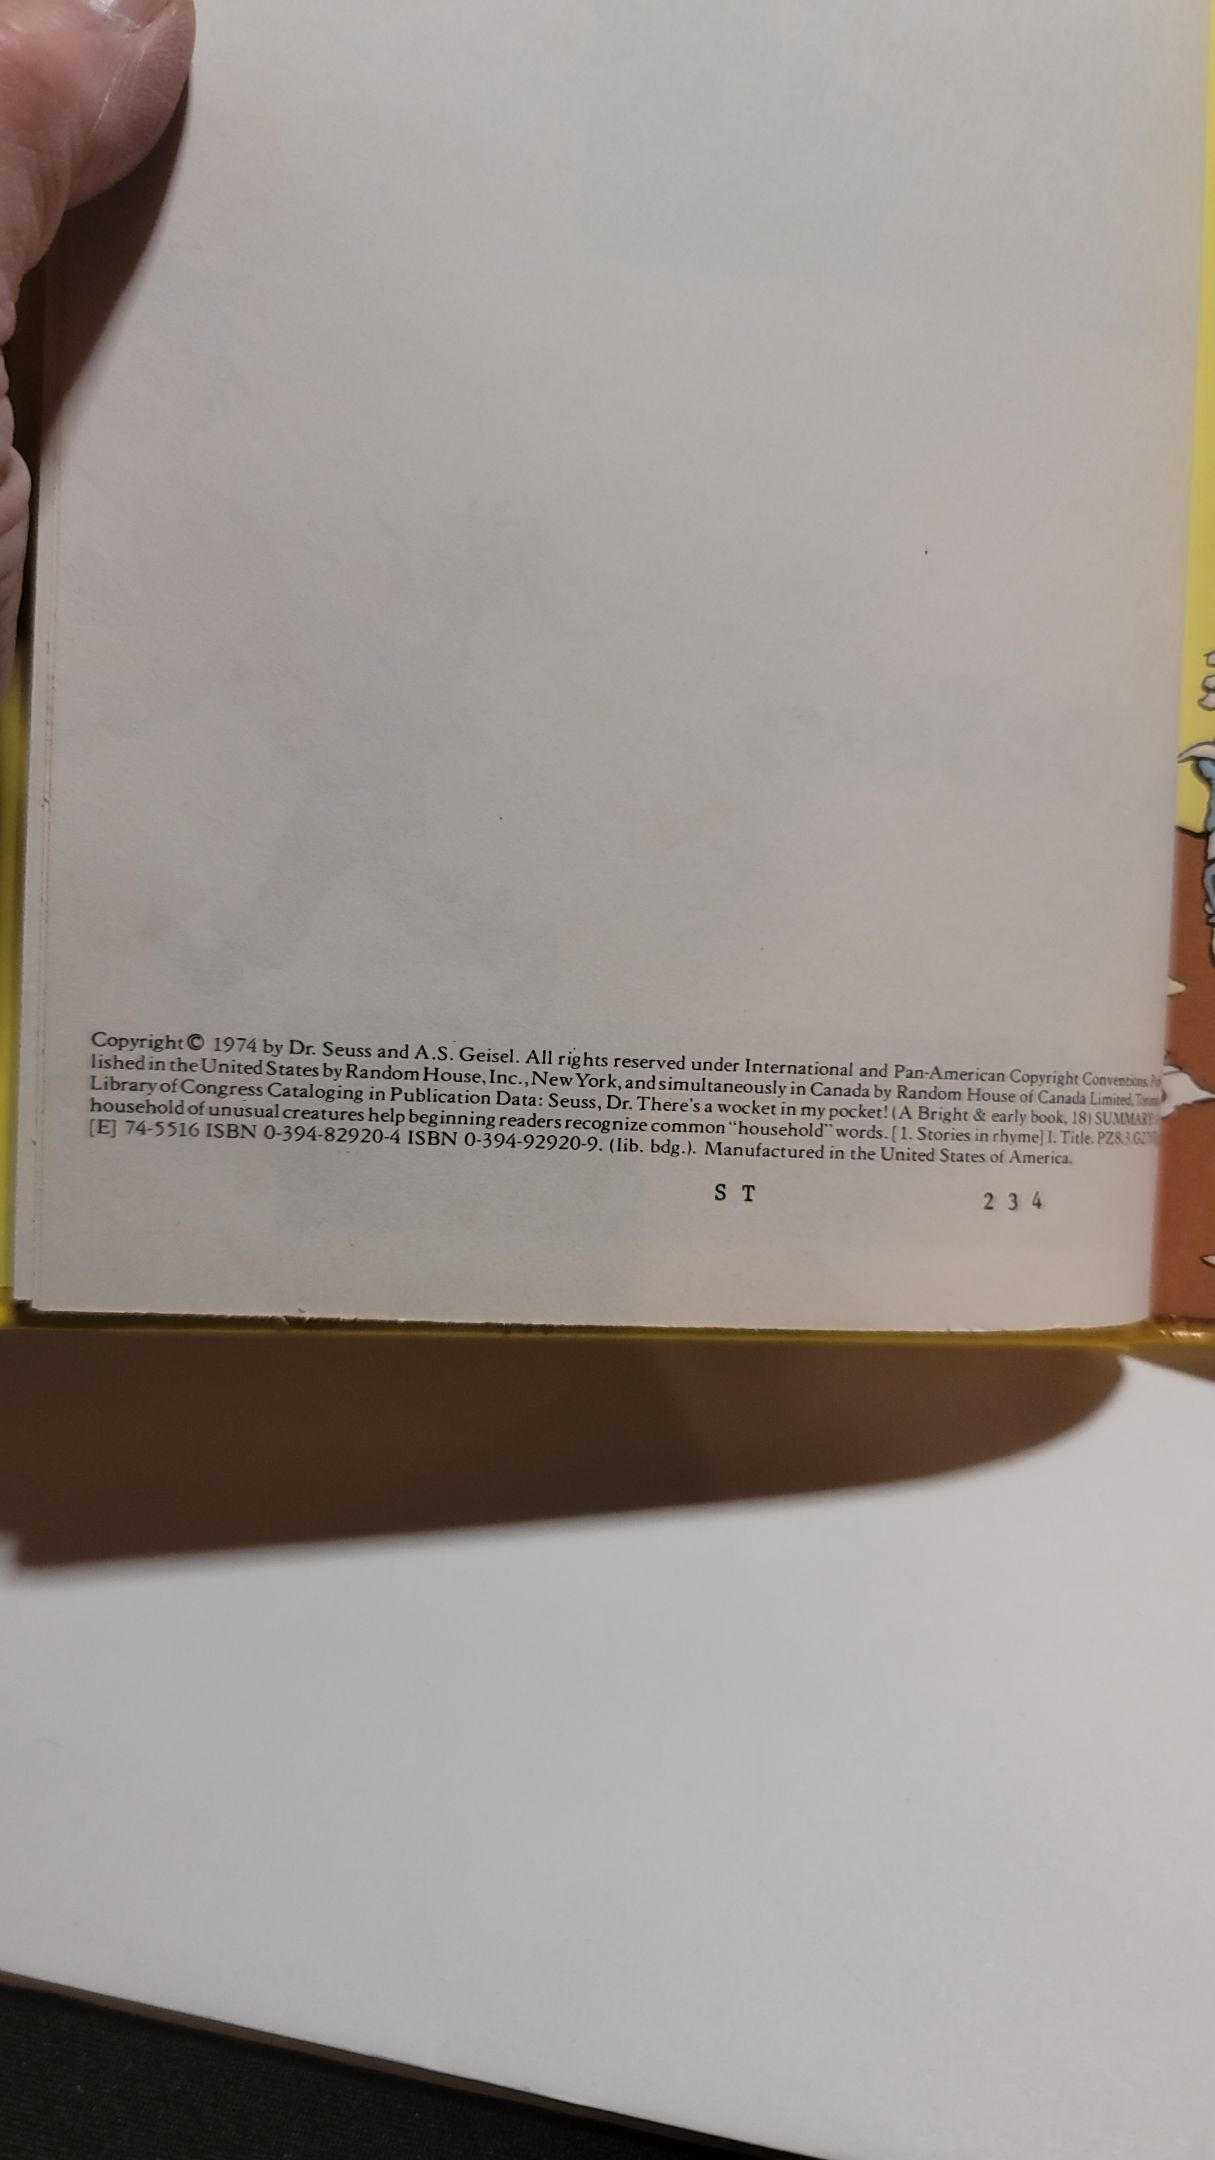 Copyright © 1974 by Dr. Seuss and A.S. Geisel. All rights reserved under International and Pan-American Copyright Conventions.
lished in the United States by Random House, Inc., New York, and simultaneously in Canada by Random House of Canada Limited,
Library of Congress Cataloging in Publication Data: Seuss, Dr. There's a wocket in my pocket! (A Bright & early book, 18) SUMMARY
household of unusual creatures help beginning readers recognize common "household" words. [1. Stories in rhyme] I. Title.
[E] 74-5516 ISBN 0-394-82920-4 ISBN 0-394-92920-9. (lib. bdg.). Manufactured in the United States of America.
S T 2 3 4